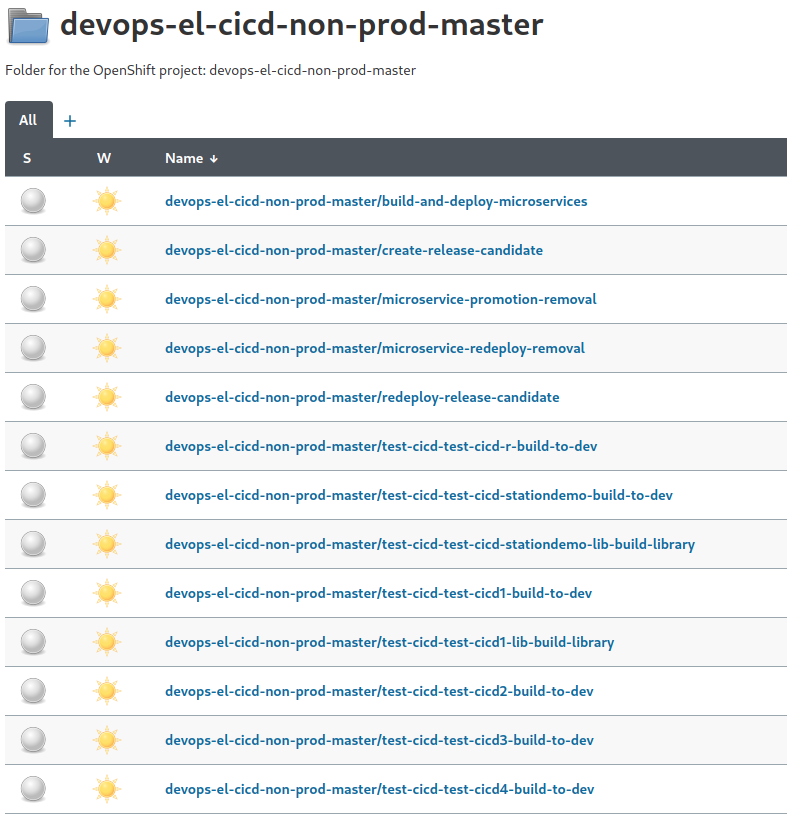 devops-el-cicd-non-prod-master
Folder for the OpenShift project: devops-el-cicd-non-prod-master
All +
S W Name ↓
devops-el-cicd-non-prod-master/build-and-deploy-microservices
devops-el-cicd-non-prod-master/create-release-candidate
devops-el-cicd-non-prod-master/microservice-promotion-removal
devops-el-cicd-non-prod-master/microservice-redeploy-removal
devops-el-cicd-non-prod-master/redeploy-release-candidate
devops-el-cicd-non-prod-master/test-cicd-test-cicd-r-build-to-dev
devops-el-cicd-non-prod-master/test-cicd-test-cicd-stationdemo-build-to-dev
devops-el-cicd-non-prod-master/test-cicd-test-cicd-stationdemo-lib-build-library
devops-el-cicd-non-prod-master/test-cicd-test-cicd1-build-to-dev
devops-el-cicd-non-prod-master/test-cicd-test-cicd1-lib-build-library
devops-el-cicd-non-prod-master/test-cicd-test-cicd2-build-to-dev
devops-el-cicd-non-prod-master/test-cicd-test-cicd3-build-to-dev
devops-el-cicd-non-prod-master/test-cicd-test-cicd4-build-to-dev